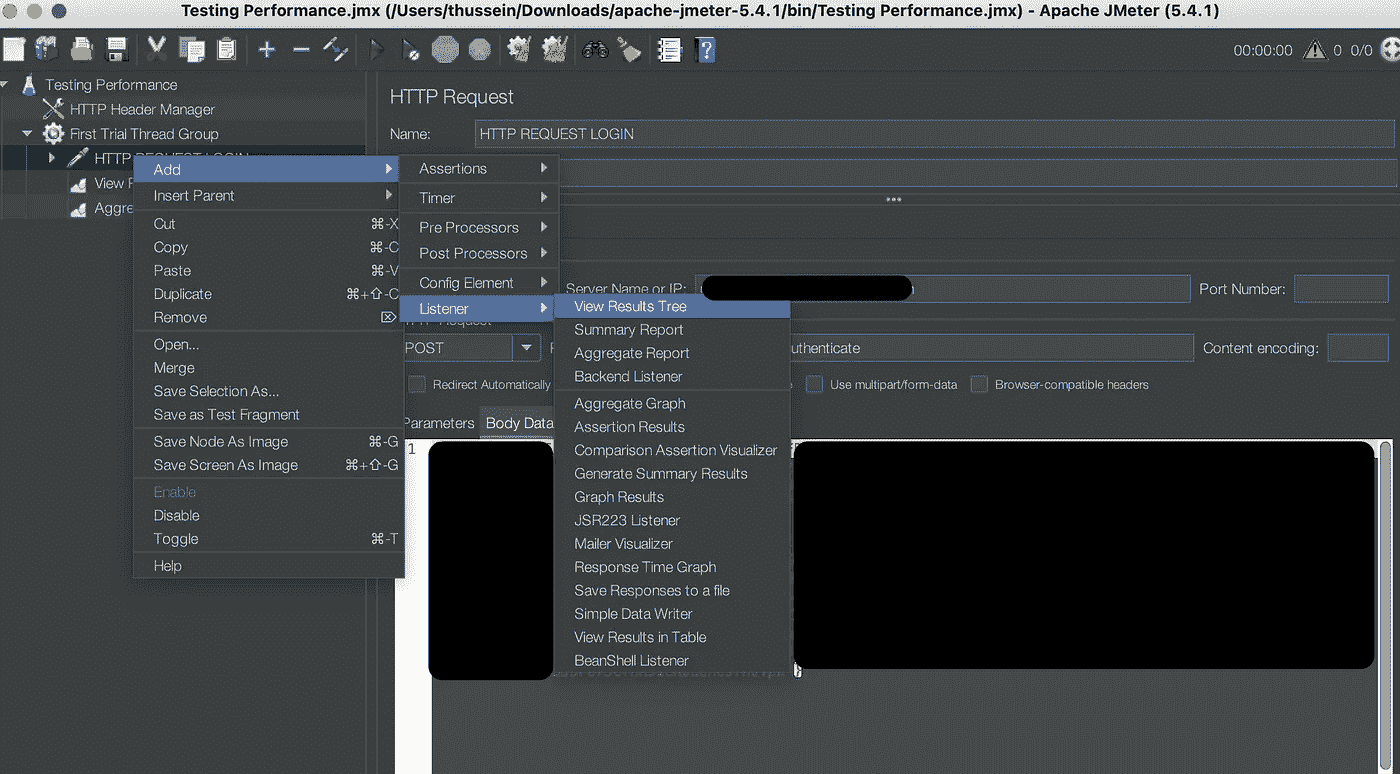 Testing Performance.jmx (/Users/thussein/Downloads/apache-jmeter-5.4.1/bin/Testing Performance.jmx) - Apache JMeter (5.4.1)
00:00:00 0 0/0
Testing Performance
HTTP Header Manager
First Trial Thread Group
HTTP REQUEST LOGIN
View
Aggre
HTTP Request
Name: HTTP REQUEST LOGIN
Server Name or IP: Port Number:
POST uthenticate Content encoding:
Redirect Automatically Use multipart/form-data Browser-compatible headers
Parameters Body Data
1
Add
Insert Parent
Cut ⌘-X
Copy ⌘-C
Paste ⌘-V
Duplicate ⌘+⇧-C
Remove ⌦
Open...
Merge
Save Selection As...
Save as Test Fragment
Save Node As Image ⌘-G
Save Screen As Image ⌘+⇧-G
Enable
Disable
Toggle ⌘-T
Help
Assertions
Timer
Pre Processors
Post Processors
Config Element
Listener
View Results Tree
Summary Report
Aggregate Report
Backend Listener
Aggregate Graph
Assertion Results
Comparison Assertion Visualizer
Generate Summary Results
Graph Results
JSR223 Listener
Mailer Visualizer
Response Time Graph
Save Responses to a file
Simple Data Writer
View Results in Table
BeanShell Listener